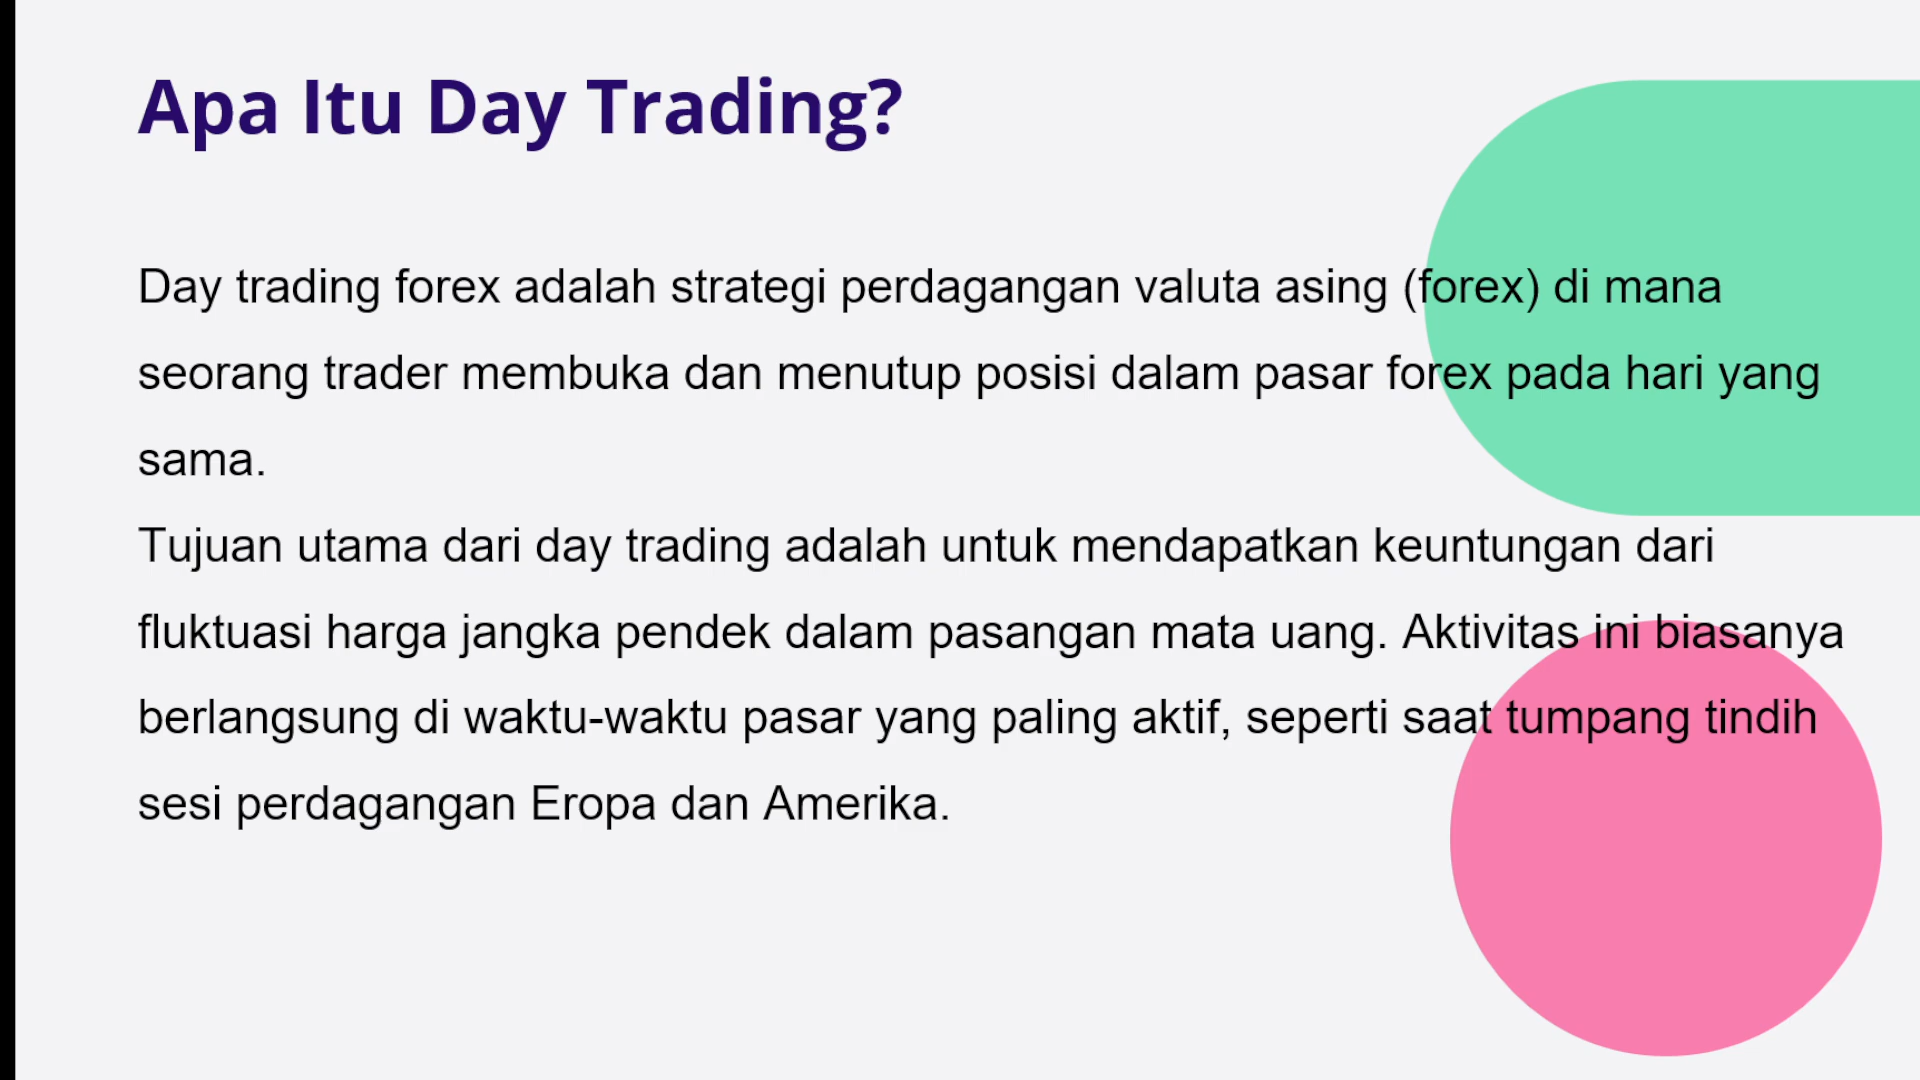 Apa Itu Day Trading?
Day trading forex adalah strategi perdagangan valuta asing (forex) di mana
seorang trader membuka dan menutup posisi dalam pasar forex pada hari yang
sama.
Tujuan utama dari day trading adalah untuk mendapatkan keuntungan dari
fluktuasi harga jangka pendek dalam pasangan mata uang. Aktivitas ini biasanya
berlangsung di waktu-waktu pasar yang paling aktif, seperti saat tumpang tindih
sesi perdagangan Eropa dan Amerika.